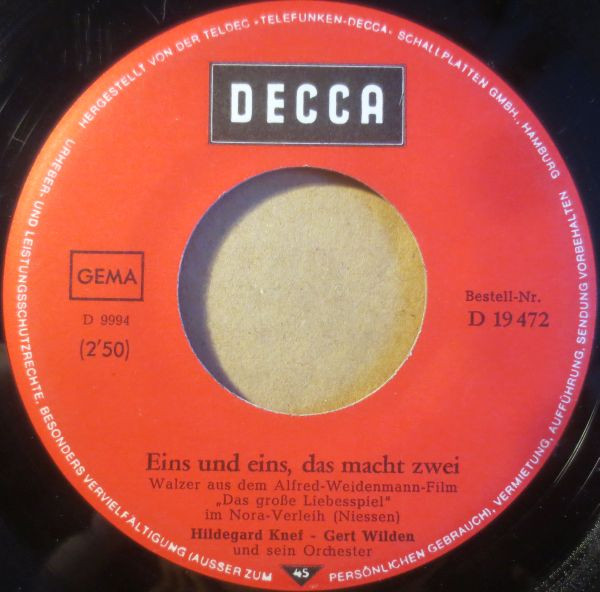 HERGESTELLT VON DER TELDEC »TELEFUNKEN-DECCA« SCHALLPLATTEN GMBH., HAMBURG
URHEBER- UND LEISTUNGSSCHUTZRECHTE, BESONDERS VERVIELFÄLTIGUNG (AUSSER ZUM PERSÖNLICHEN GEBRAUCH), VERMIETUNG, AUFFÜHRUNG, SENDUNG VORBEHALTEN
DECCA
GEMA
D 9994
(2'50)
Bestell-Nr.
D 19 472
Eins und eins, das macht zwei
Walzer aus dem Alfred-Weidenmann-Film
„Das große Liebesspiel"
im Nora-Verleih (Niessen)
Hildegard Knef - Gert Wilden
und sein Orchester
45